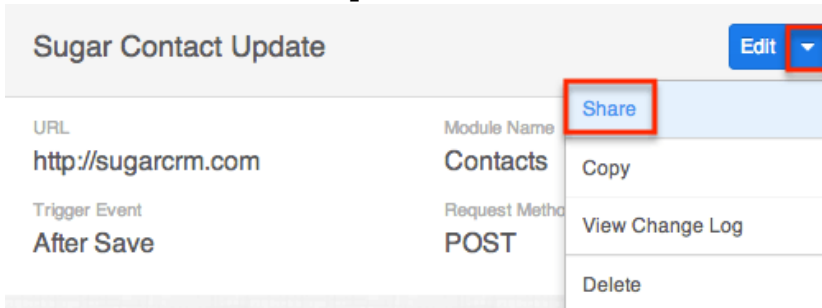 Sugar Contact Update
Edit
Share
URL
Module Name
http://sugarcrm.com
Contacts
Copy
Trigger Event
Request Metho
View Change Log
After Save
POST
Delete